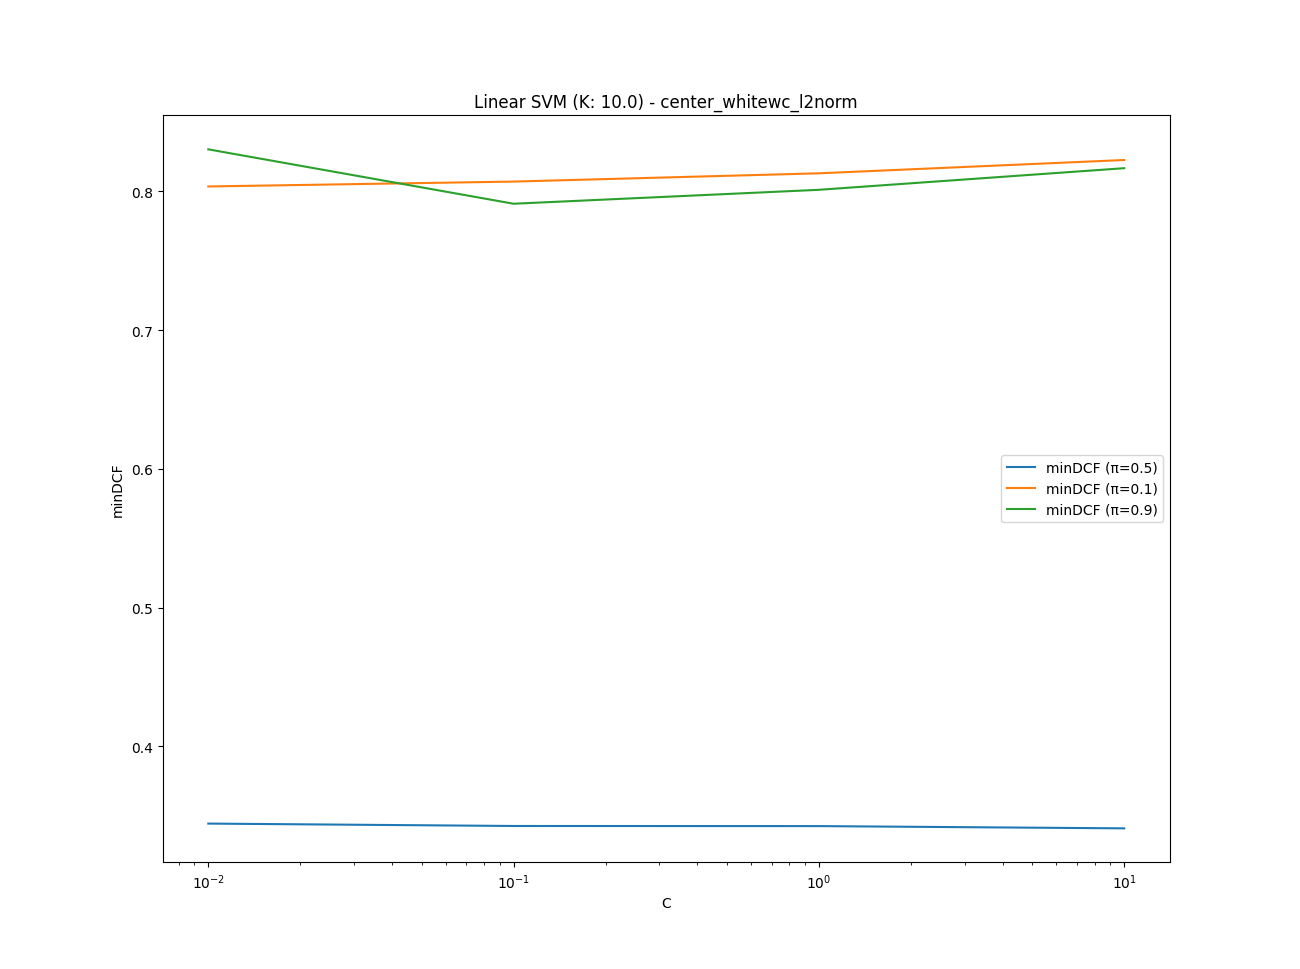 Linear SVM (K: 10.0) - center_whitewc_l2norm
0.8
0.7
0.6
0.5
0.4
minDCF
minDCF (π=0.5)
minDCF (π=0.1)
minDCF (π=0.9)
10⁻² 10⁻¹ 10⁰ 10¹
C